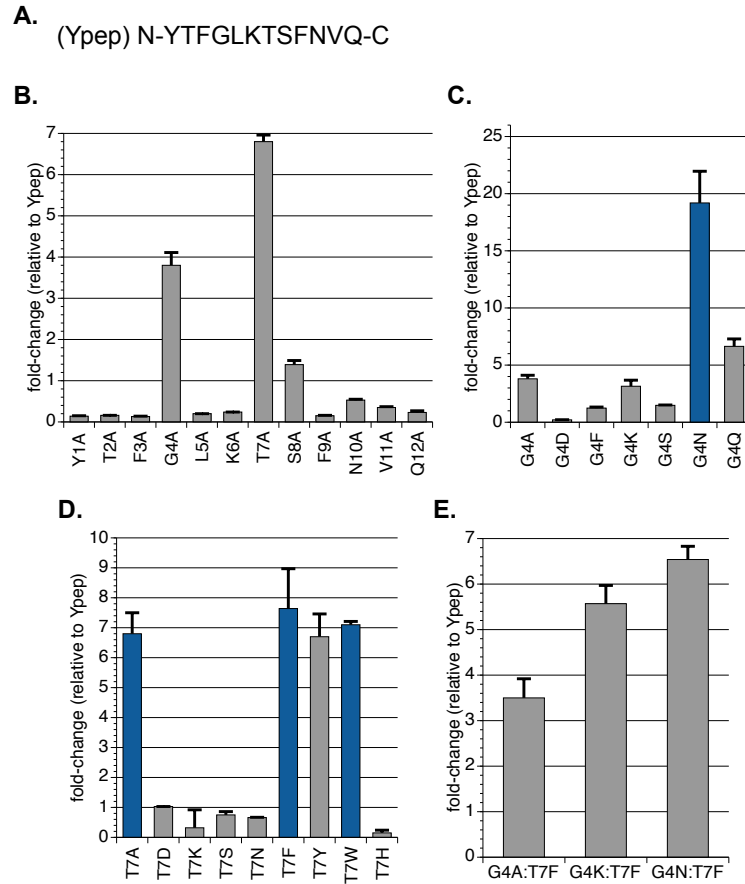 A.
(Ypep) N-YTFGLKTSFNVQ-C
B.
fold-change (relative to Ypep)
7
6
5
4
3
2
1
0
Y1A
T2A
F3A
G4A
L5A
K6A
T7A
S8A
F9A
N10A
V11A
Q12A
C.
fold-change (relative to Ypep)
25
20
15
10
5
0
G4A
G4D
G4F
G4K
G4S
G4N
G4Q
D.
fold-change (relative to Ypep)
10
9
8
7
6
5
4
3
2
1
0
T7A
T7D
T7K
T7S
T7N
T7F
T7Y
T7W
T7H
E.
fold-change (relative to Ypep)
7
6
5
4
3
2
1
0
G4A:T7F
G4K:T7F
G4N:T7F